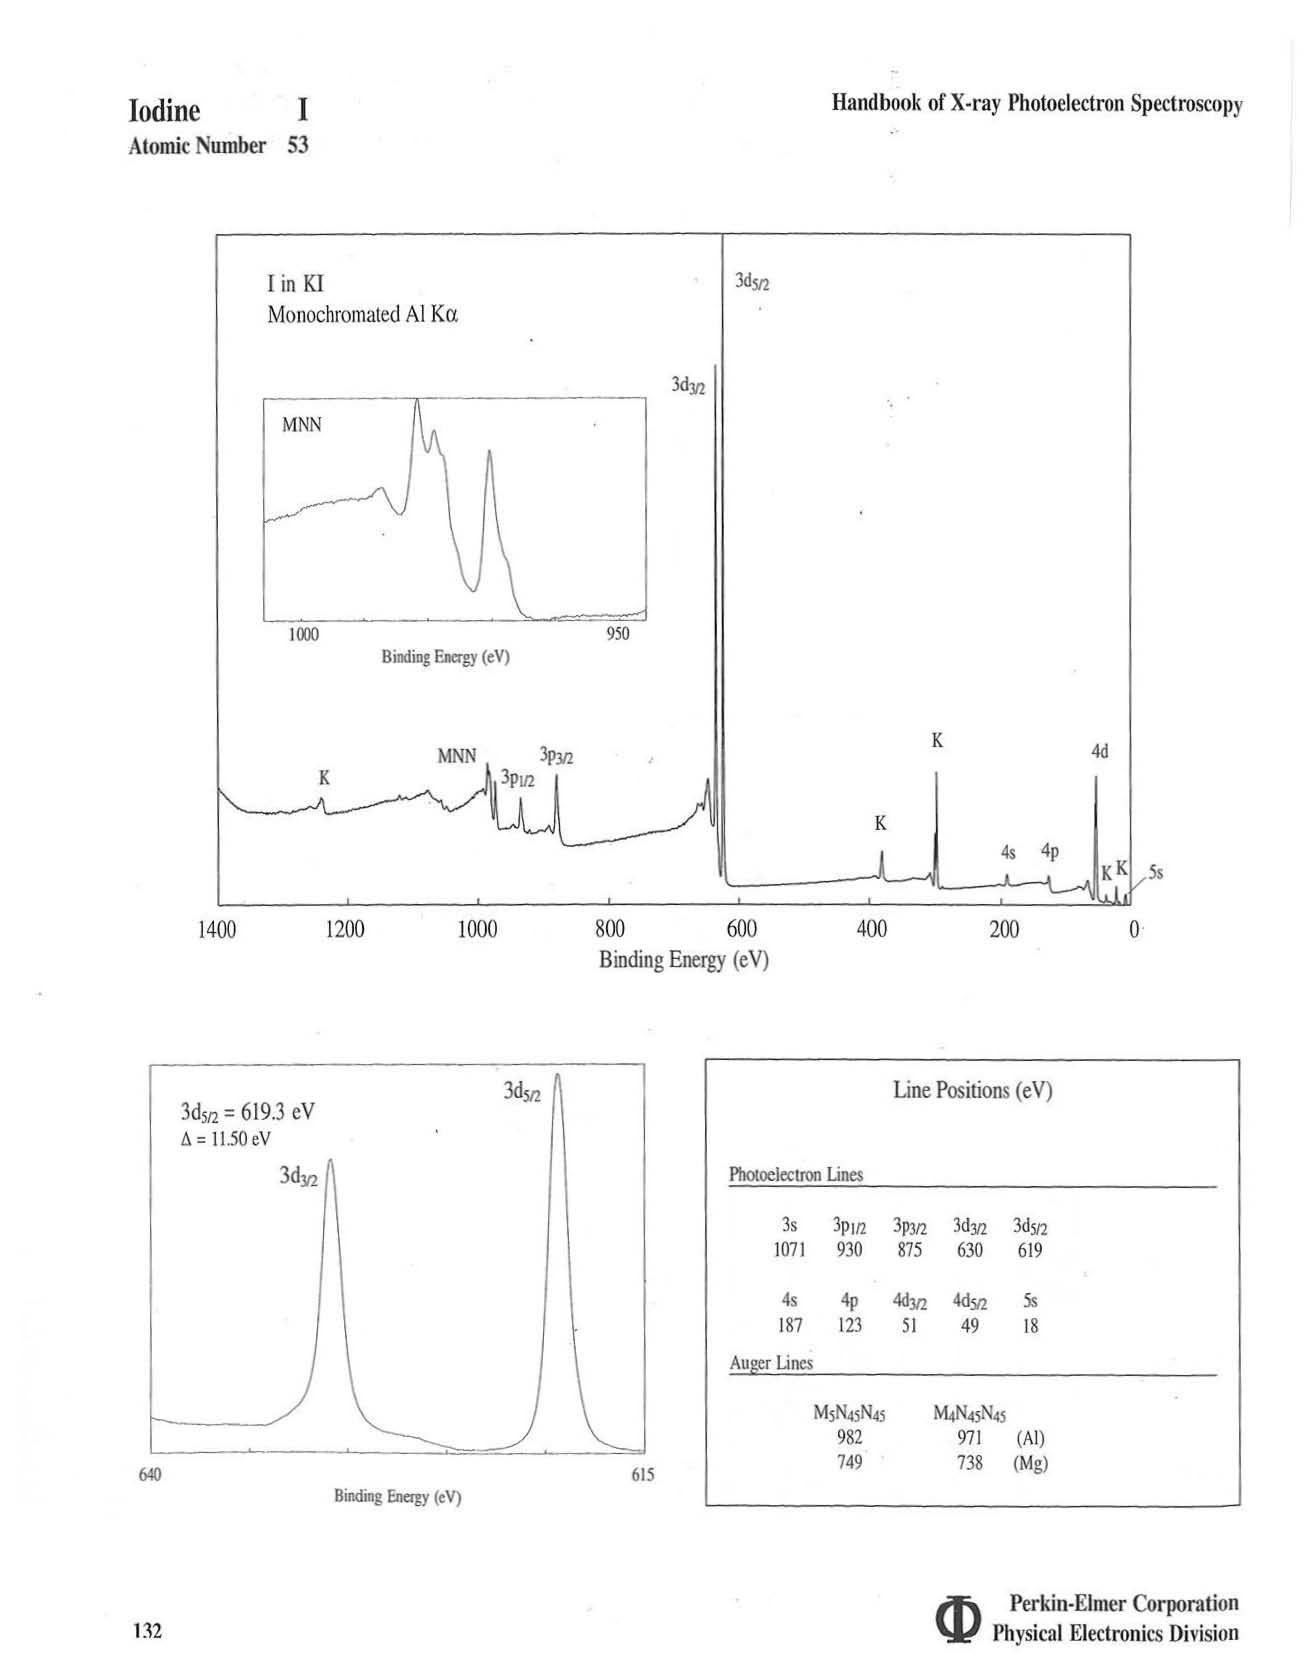 Iodine I
Atomic Number 53
Handbook of X-ray Photoelectron Spectroscopy
I in KI
Monochromated Al Kα
3d5/2
3d3/2
MNN
1000 950
Binding Energy (eV)
K
MNN
3p1/2
3p3/2
K
K
4s
4p
4d
K K
5s
1400 1200 1000 800 600 400 200 0
Binding Energy (eV)
3d5/2 = 619.3 eV
Δ = 11.50 eV
3d3/2
3d5/2
640 615
Binding Energy (eV)
Line Positions (eV)
Photoelectron Lines
3s 3p1/2 3p3/2 3d3/2 3d5/2
1071 930 875 630 619
4s 4p 4d3/2 4d5/2 5s
187 123 51 49 18
Auger Lines
M5N45N45 M4N45N45
982 971 (Al)
749 738 (Mg)
132
Perkin-Elmer Corporation
Physical Electronics Division